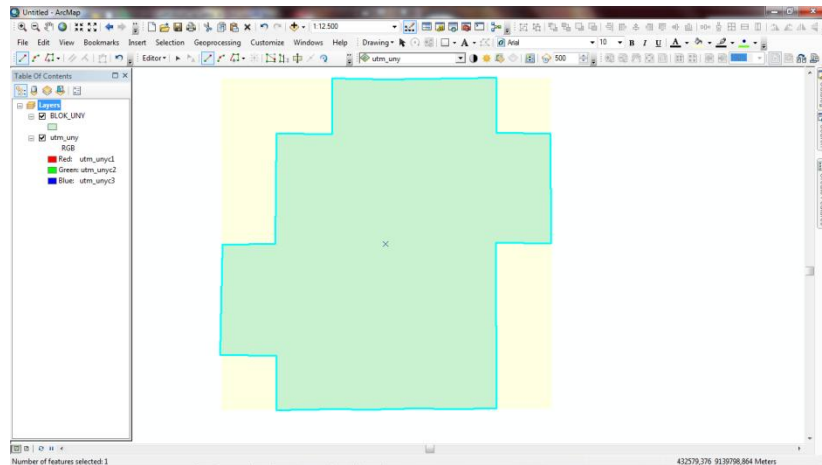 Untitled - ArcMap
1:12.500
File Edit View Bookmarks Insert Selection Geoprocessing Customize Windows Help Drawing Arial 10 B I U A
Editor utm_uny 500
Table Of Contents
Layers
BLOK_UNY
utm_uny
RGB
Red: utm_unyc1
Green: utm_unyc2
Blue: utm_unyc3
Number of features selected: 1
432579,376 9139798,864 Meters